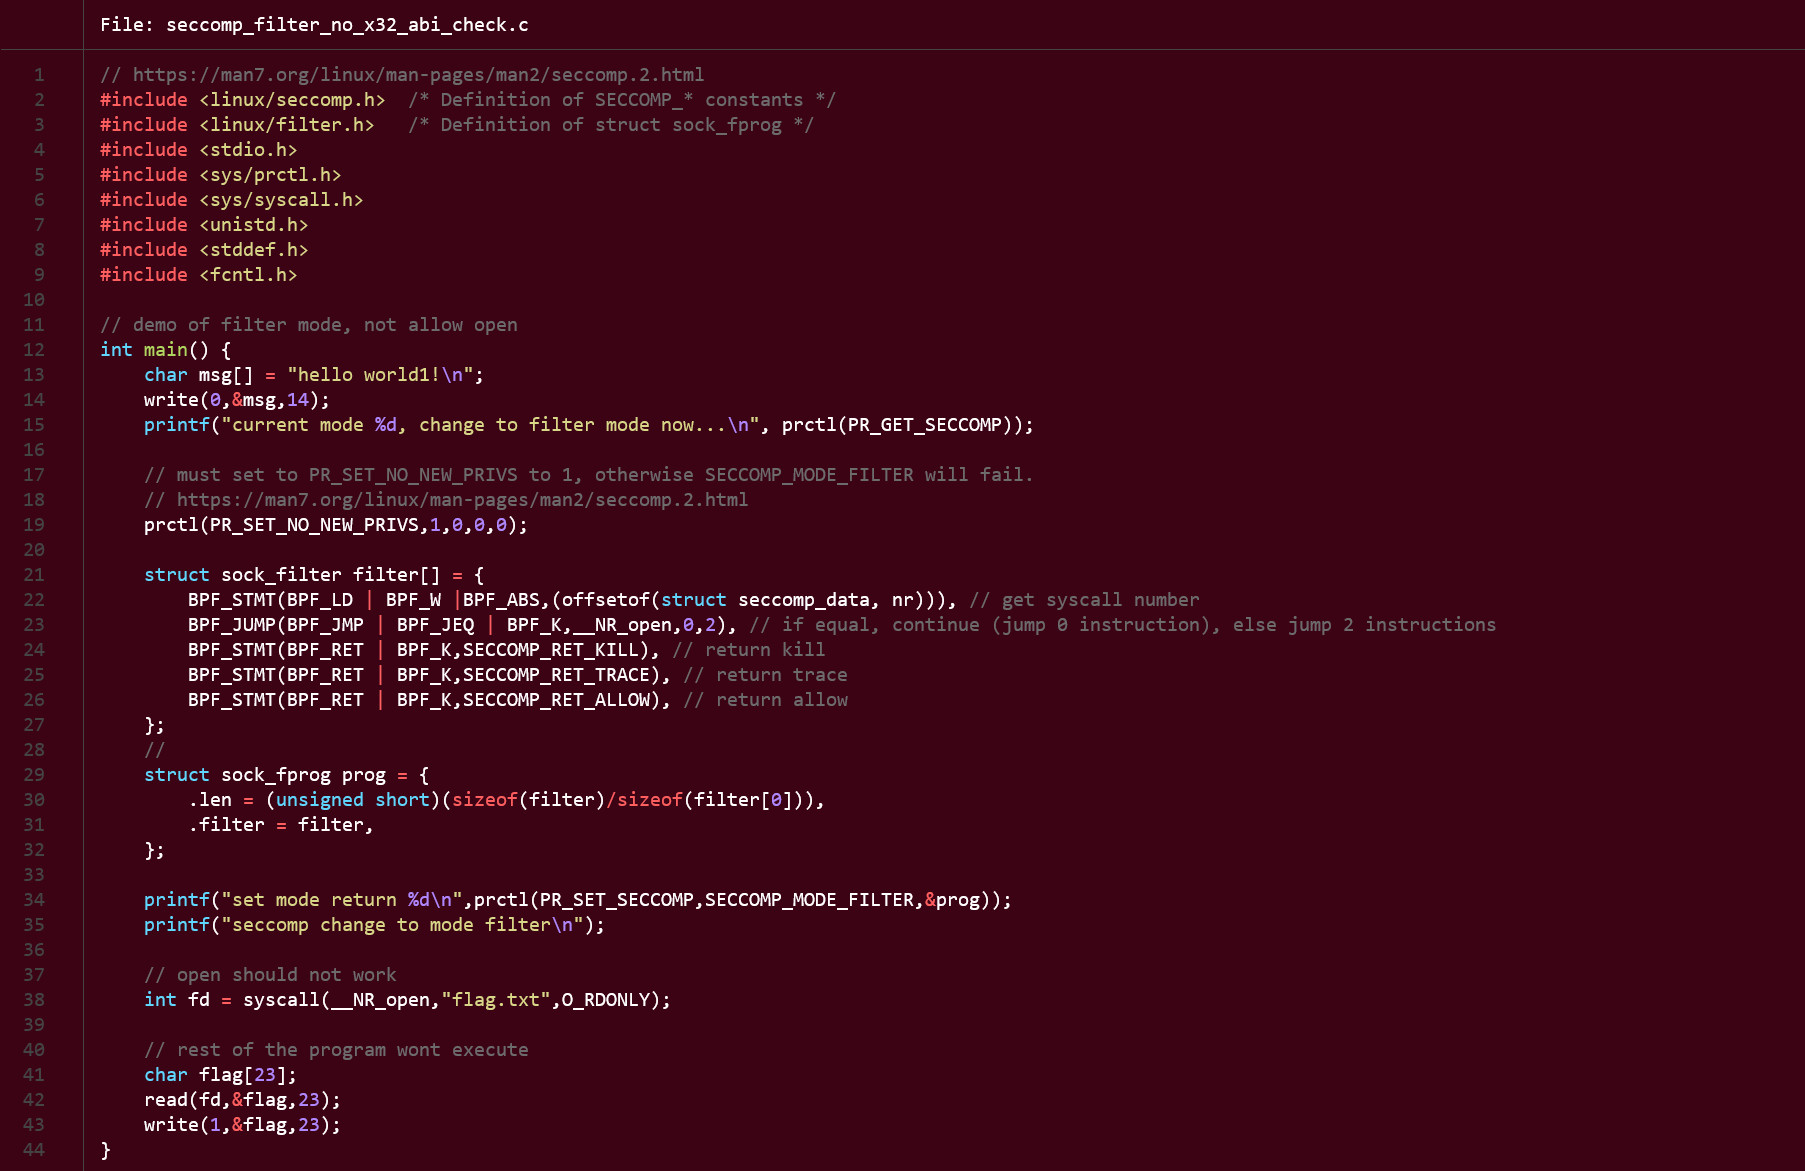 File: seccomp_filter_no_x32_abi_check.c
1 // https://man7.org/linux/man-pages/man2/seccomp.2.html
2 #include <linux/seccomp.h>  /* Definition of SECCOMP_* constants */
3 #include <linux/filter.h>   /* Definition of struct sock_fprog */
4 #include <stdio.h>
5 #include <sys/prctl.h>
6 #include <sys/syscall.h>
7 #include <unistd.h>
8 #include <stddef.h>
9 #include <fcntl.h>
10
11 // demo of filter mode, not allow open
12 int main() {
13     char msg[] = "hello world1!\n";
14     write(0,&msg,14);
15     printf("current mode %d, change to filter mode now...\n", prctl(PR_GET_SECCOMP));
16
17     // must set to PR_SET_NO_NEW_PRIVS to 1, otherwise SECCOMP_MODE_FILTER will fail.
18     // https://man7.org/linux/man-pages/man2/seccomp.2.html
19     prctl(PR_SET_NO_NEW_PRIVS,1,0,0,0);
20
21     struct sock_filter filter[] = {
22         BPF_STMT(BPF_LD | BPF_W |BPF_ABS,(offsetof(struct seccomp_data, nr))), // get syscall number
23         BPF_JUMP(BPF_JMP | BPF_JEQ | BPF_K,__NR_open,0,2), // if equal, continue (jump 0 instruction), else jump 2 instructions
24         BPF_STMT(BPF_RET | BPF_K,SECCOMP_RET_KILL), // return kill
25         BPF_STMT(BPF_RET | BPF_K,SECCOMP_RET_TRACE), // return trace
26         BPF_STMT(BPF_RET | BPF_K,SECCOMP_RET_ALLOW), // return allow
27     };
28     //
29     struct sock_fprog prog = {
30         .len = (unsigned short)(sizeof(filter)/sizeof(filter[0])),
31         .filter = filter,
32     };
33
34     printf("set mode return %d\n",prctl(PR_SET_SECCOMP,SECCOMP_MODE_FILTER,&prog));
35     printf("seccomp change to mode filter\n");
36
37     // open should not work
38     int fd = syscall(__NR_open,"flag.txt",O_RDONLY);
39
40     // rest of the program wont execute
41     char flag[23];
42     read(fd,&flag,23);
43     write(1,&flag,23);
44 }